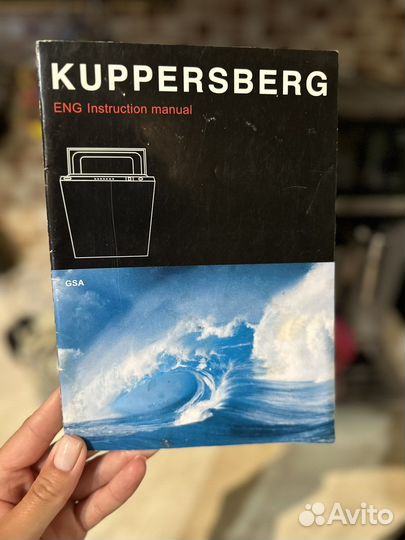 KUPPERSBERG
ENG Instruction manual
GSA
Avito